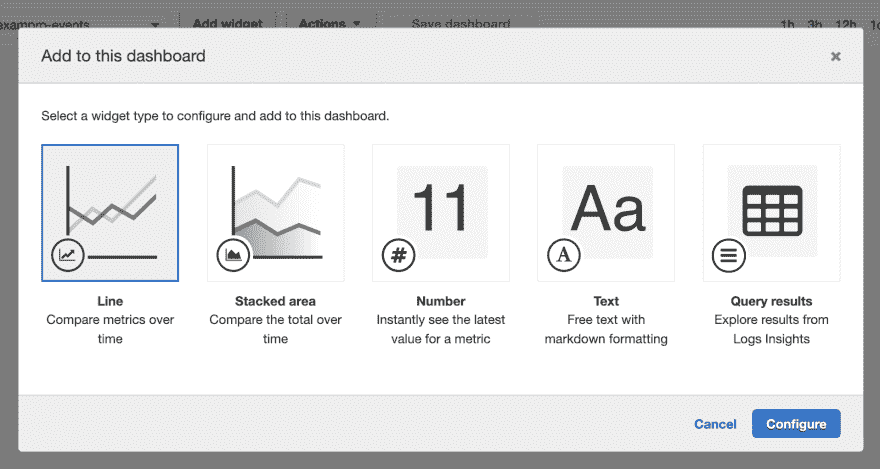 exampro-events Add widget Actions Save dashboard 1h 3h 12h
Add to this dashboard
Select a widget type to configure and add to this dashboard.
11
Aa
#
A
Line
Compare metrics over
time
Stacked area
Compare the total over
time
Number
Instantly see the latest
value for a metric
Text
Free text with
markdown formatting
Query results
Explore results from
Logs Insights
Cancel
Configure